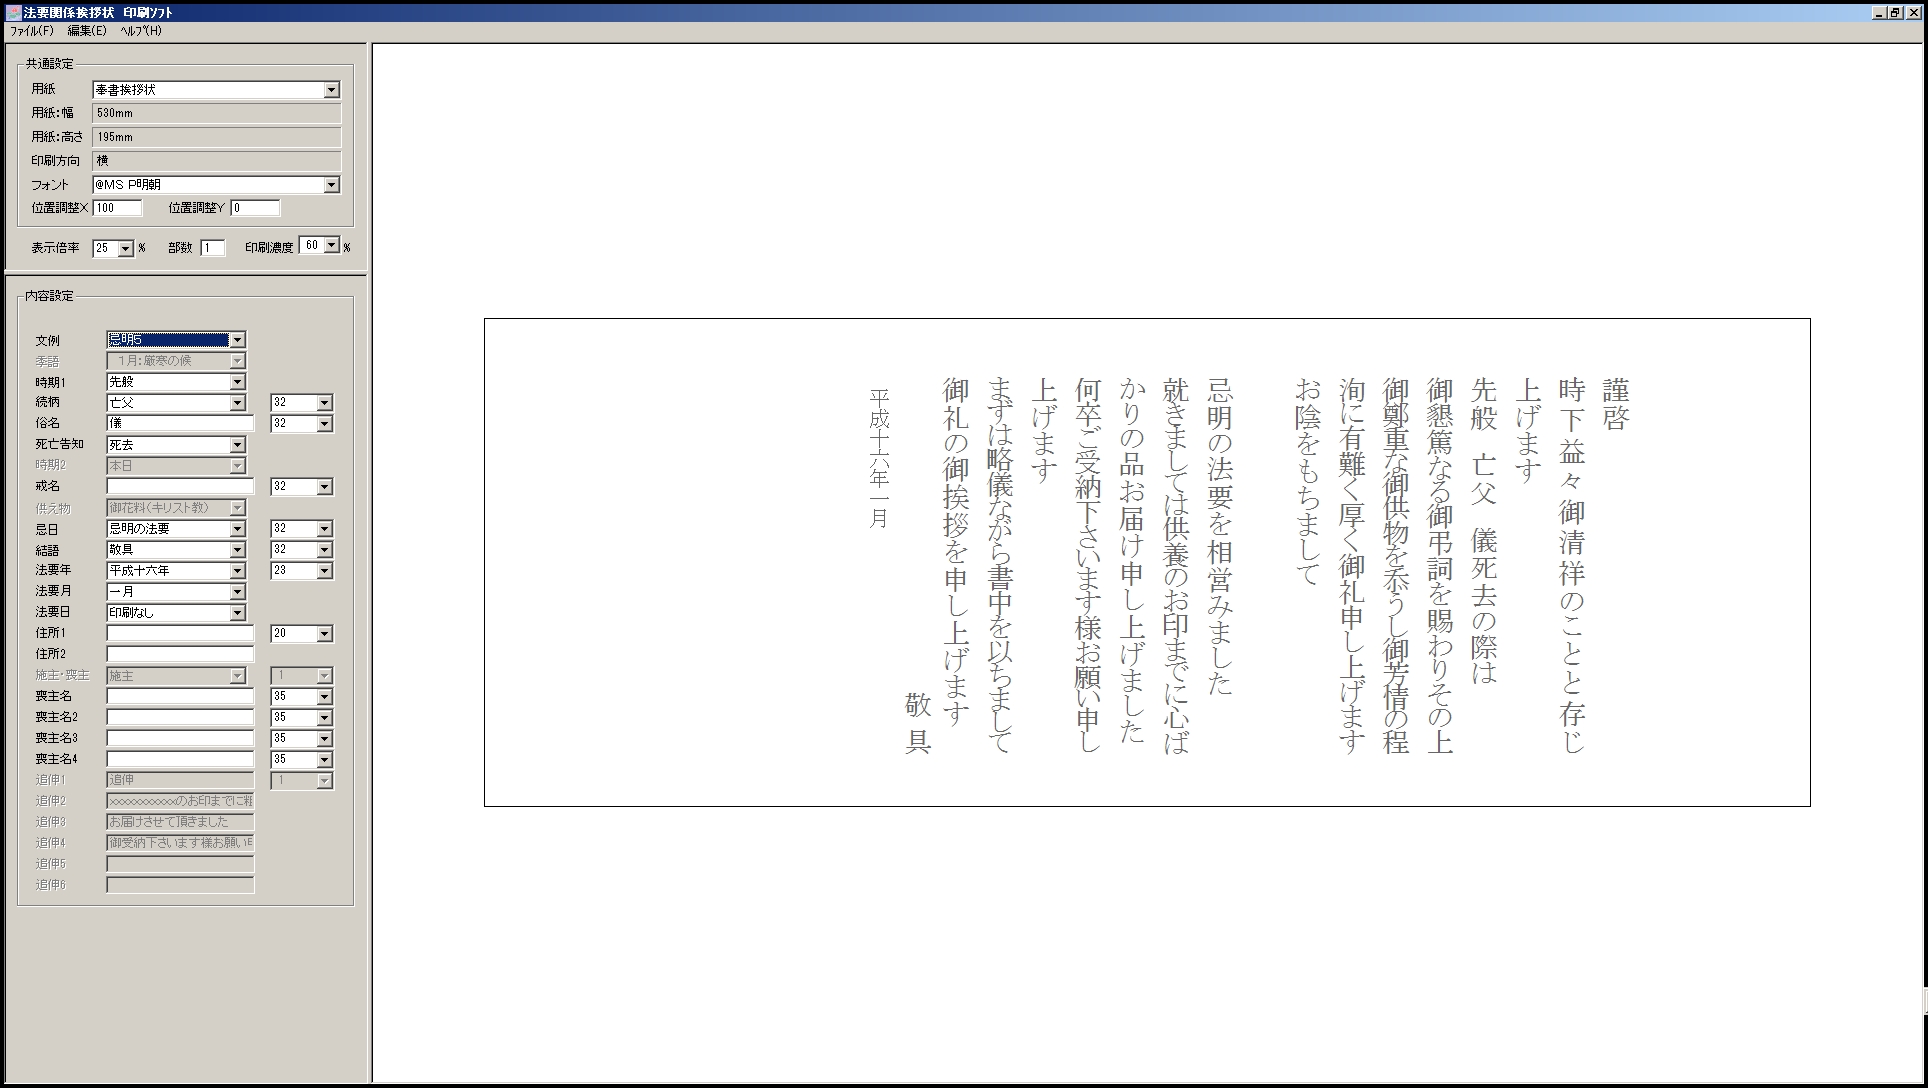 法要関係挨拶状 印刷ソフト
ファイル(F) 編集(E) ヘルプ(H)
共通設定
用紙 奉書挨拶状
用紙:幅 530mm
用紙:高さ 195mm
印刷方向 横
フォント @MS P明朝
位置調整X 100 位置調整Y 0
表示倍率 25 % 部数 1 印刷濃度 60 %
内容設定
文例 忌明5
季語 1月:厳寒の候
時期1 先般
続柄 亡父 32
俗名 儀 32
死亡告知 死去
時期2 本日
戒名 32
供え物 御花料(キリスト教)
忌日 忌明の法要 32
結語 敬具 32
法要年 平成十六年 23
法要月 一月
法要日 印刷なし
住所1 20
住所2
施主・喪主 施主 1
喪主名 35
喪主名2 35
喪主名3 35
喪主名4 35
追伸1 追伸 1
追伸2 xxxxxxxxxxxのお印までに粗
追伸3 お届けさせて頂きました
追伸4 御受納下さいます様お願い申
追伸5
追伸6
謹啓
時下益々御清祥のことと存じ
上げます
先般 亡父 儀死去の際は
御懇篤なる御弔詞を賜わりその上
御鄭重な御供物を忝うし御芳情の程
洵に有難く厚く御礼申し上げます
お陰をもちまして
忌明の法要を相営みました
就きましては供養のお印までに心ば
かりの品お届け申し上げました
何卒ご受納下さいます様お願い申し
上げます
まずは略儀ながら書中を以ちまして
御礼の御挨拶を申し上げます
敬具
平成十六年一月